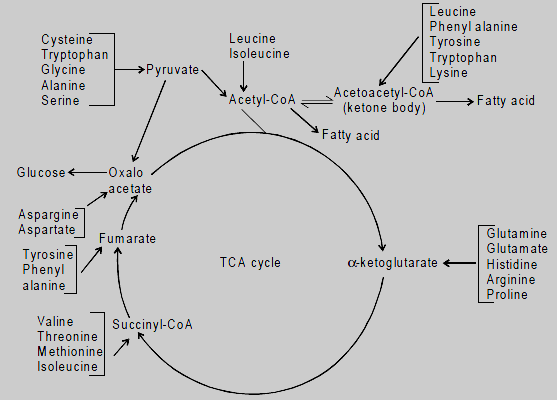 Cysteine
Tryptophan
Glycine
Alanine
Serine
Pyruvate
Leucine
Isoleucine
Acetyl-CoA
Leucine
Phenyl alanine
Tyrosine
Tryptophan
Lysine
Acetoacetyl-CoA
(ketone body)
Fatty acid
Fatty acid
Glucose
Oxalo
acetate
Aspargine
Aspartate
Fumarate
Tyrosine
Phenyl
alanine
TCA cycle
α-ketoglutarate
Glutamine
Glutamate
Histidine
Arginine
Proline
Succinyl-CoA
Valine
Threonine
Methionine
Isoleucine